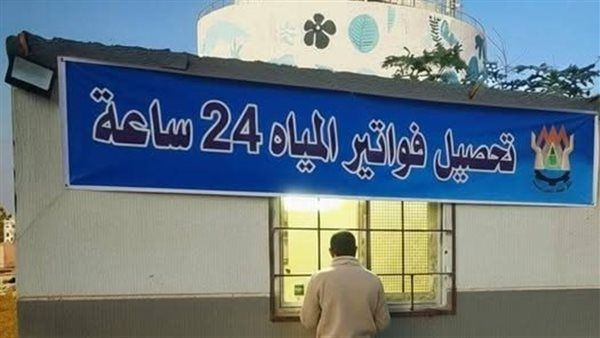 تحصيل فواتير المياه 24 ساعة